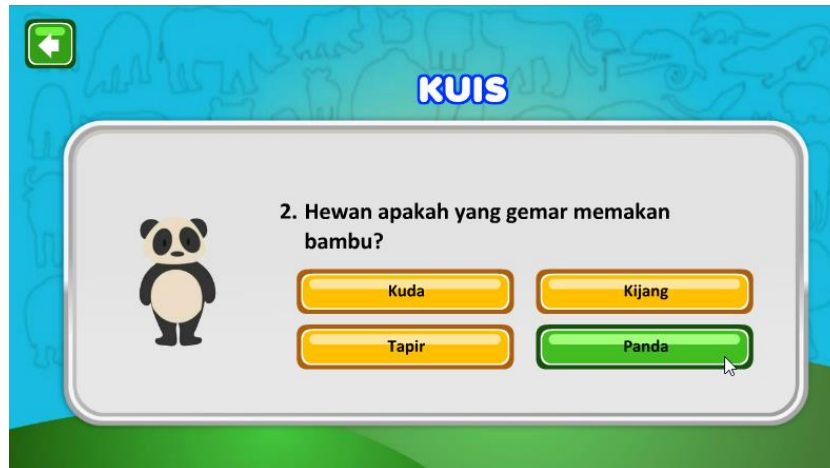 KUIS
2. Hewan apakah yang gemar memakan
bambu?
Kuda
Kijang
Tapir
Panda